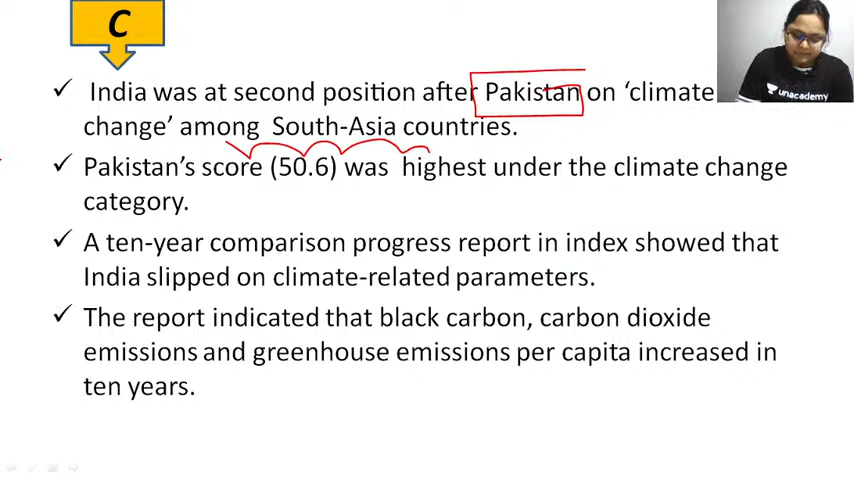 C
✓ India was at second position after Pakistan on ‘climate
change’ among South-Asia countries.
✓ Pakistan’s score (50.6) was highest under the climate change
category.
✓ A ten-year comparison progress report in index showed that
India slipped on climate-related parameters.
✓ The report indicated that black carbon, carbon dioxide
emissions and greenhouse emissions per capita increased in
ten years.
unacademy